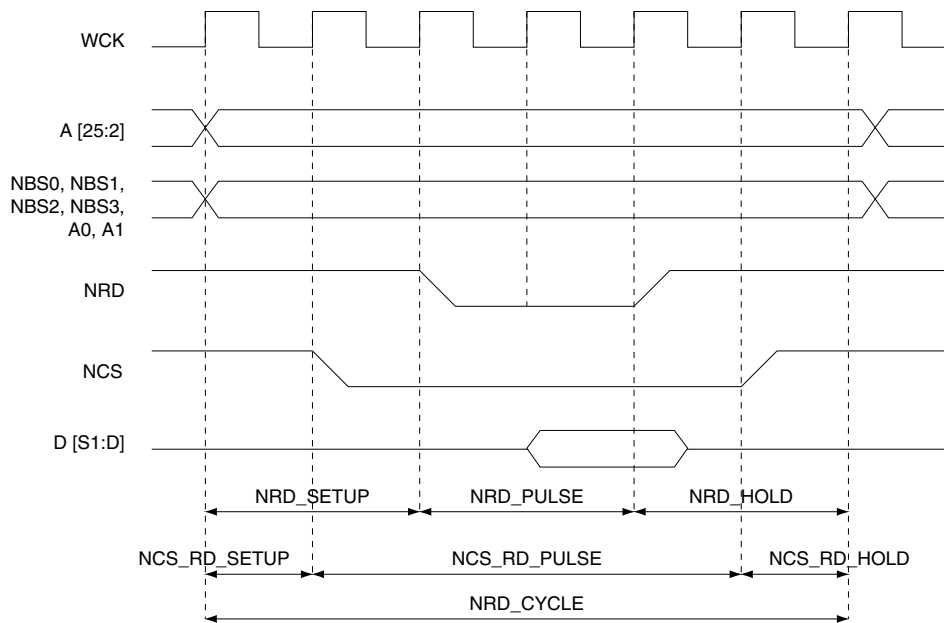 WCK
A [25:2]
NBS0, NBS1,
NBS2, NBS3,
A0, A1
NRD
NCS
D [S1:D]
NRD_SETUP NRD_PULSE NRD_HOLD
NCS_RD_SETUP NCS_RD_PULSE NCS_RD_HOLD
NRD_CYCLE